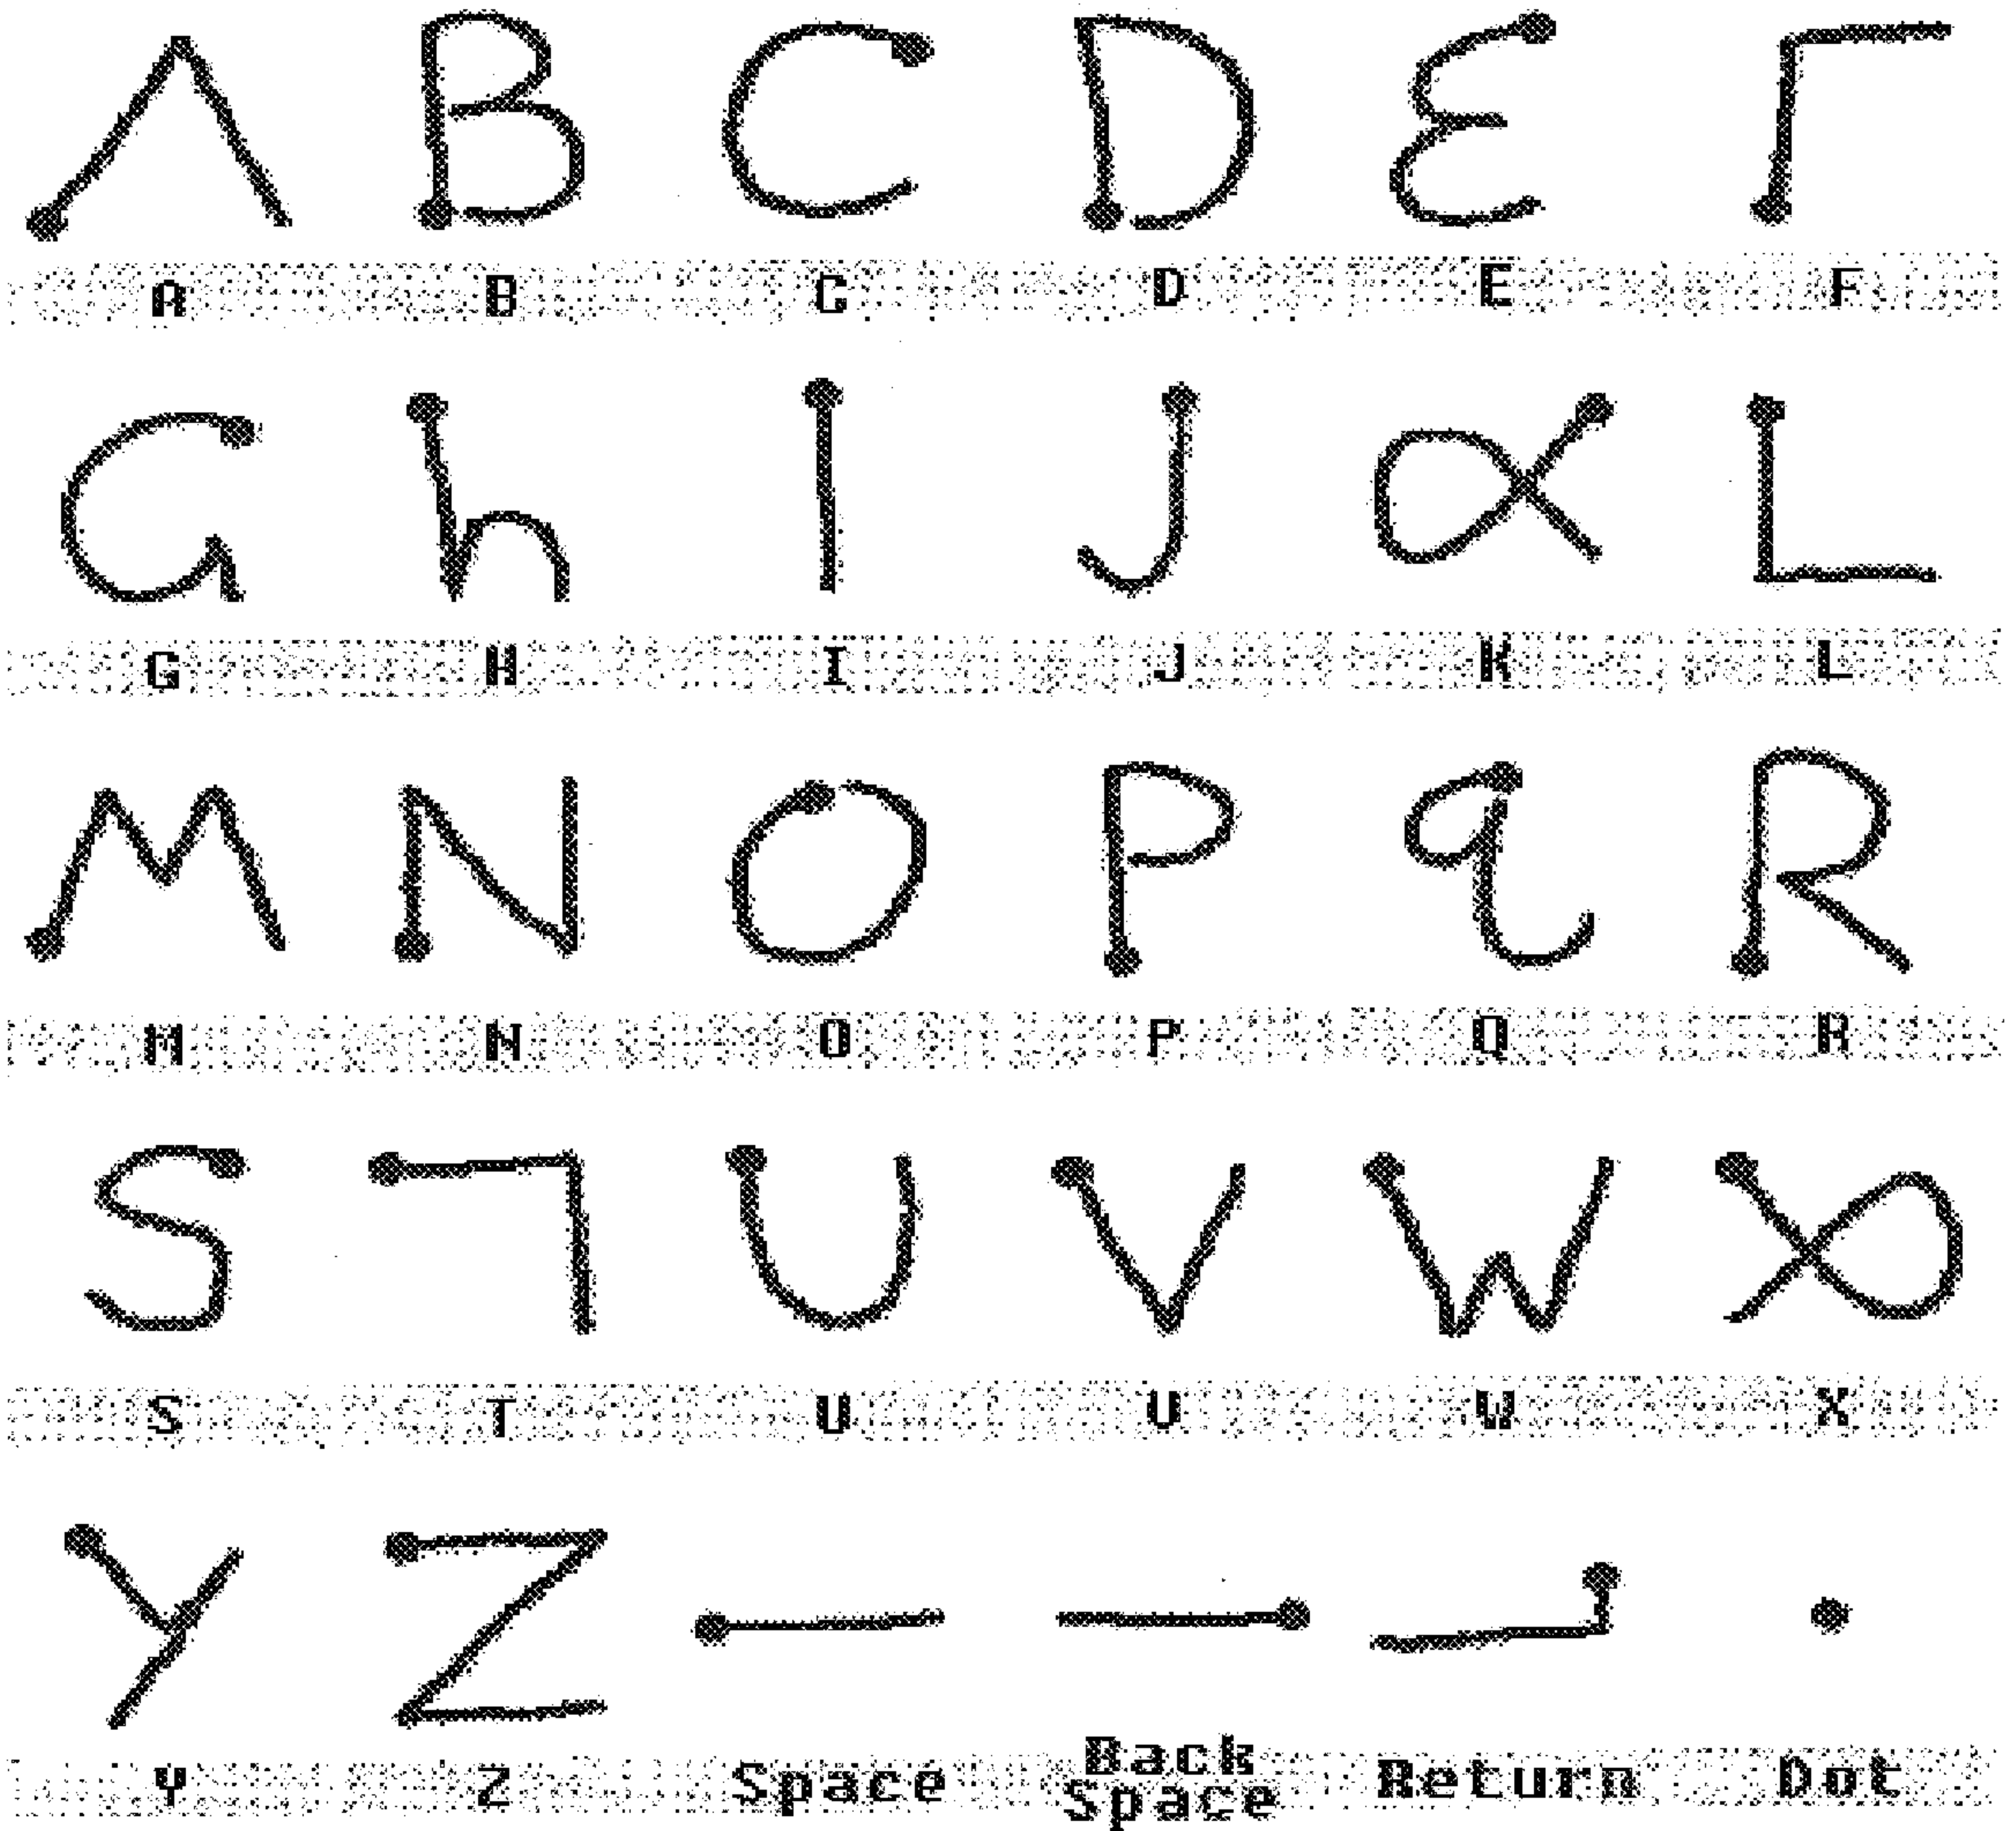 A B C D E F
G H I J K L
M N O P Q R
S T U V W X
Y Z Space Back Space Return Dot